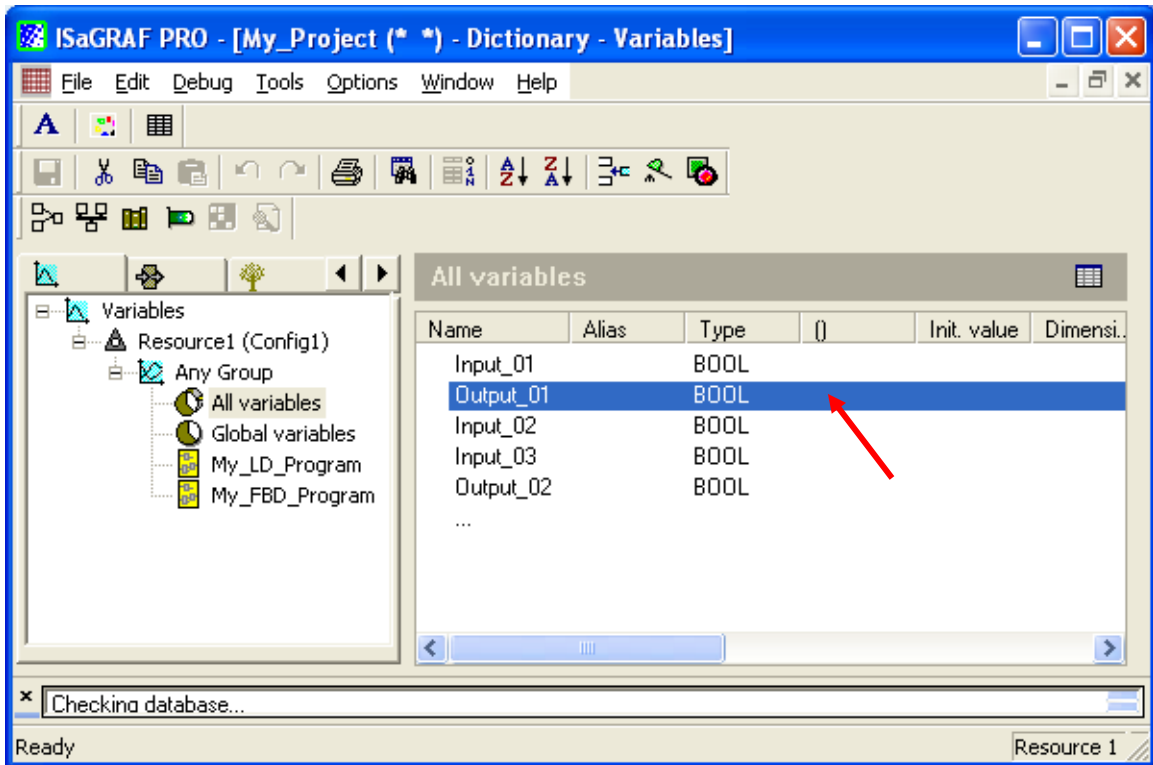 ISaGRAF PRO - [My_Project (* *) - Dictionary - Variables]
File Edit Debug Tools Options Window Help
Variables
Resource1 (Config1)
Any Group
All variables
Global variables
My_LD_Program
My_FBD_Program
All variables
Name Alias Type () Init. value Dimensi..
Input_01 BOOL
Output_01 BOOL
Input_02 BOOL
Input_03 BOOL
Output_02 BOOL
...
Checking database...
Ready Resource 1